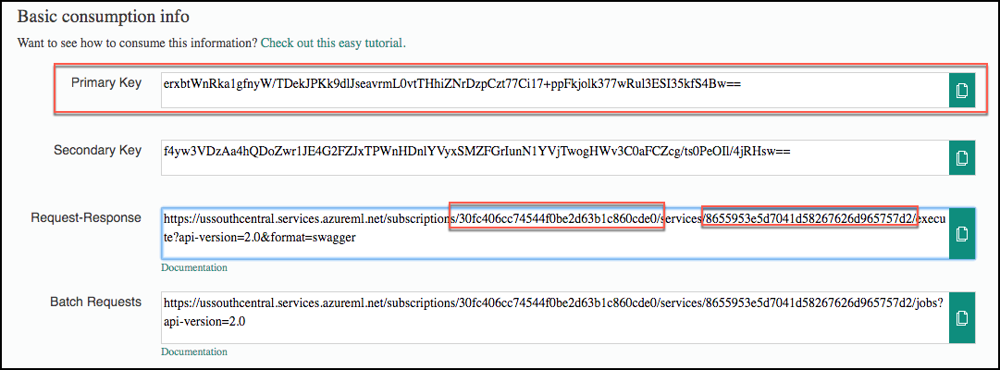 Basic consumption info
Want to see how to consume this information? Check out this easy tutorial.
Primary Key
erxbtWnRka1gfnyW/TDekJPKk9dlJseavrmL0vtTHhiZNrDzpCzt77Ci17+ppFkjolk377wRul3ESI35kfS4Bw==
Secondary Key
f4yw3VDzAa4hQDoZwr1JE4G2FZJxTPWnHDnlYVyxSMZFGrIunN1YVjTwogHWv3C0aFCZcg/ts0PeOIl/4jRHsw==
Request-Response
https://ussouthcentral.services.azureml.net/subscriptions/30fc406cc74544f0be2d63b1c860cde0/services/8655953e5d7041d58267626d965757d2/execu
te?api-version=2.0&format=swagger
Documentation
Batch Requests
https://ussouthcentral.services.azureml.net/subscriptions/30fc406cc74544f0be2d63b1c860cde0/services/8655953e5d7041d58267626d965757d2/jobs?
api-version=2.0
Documentation